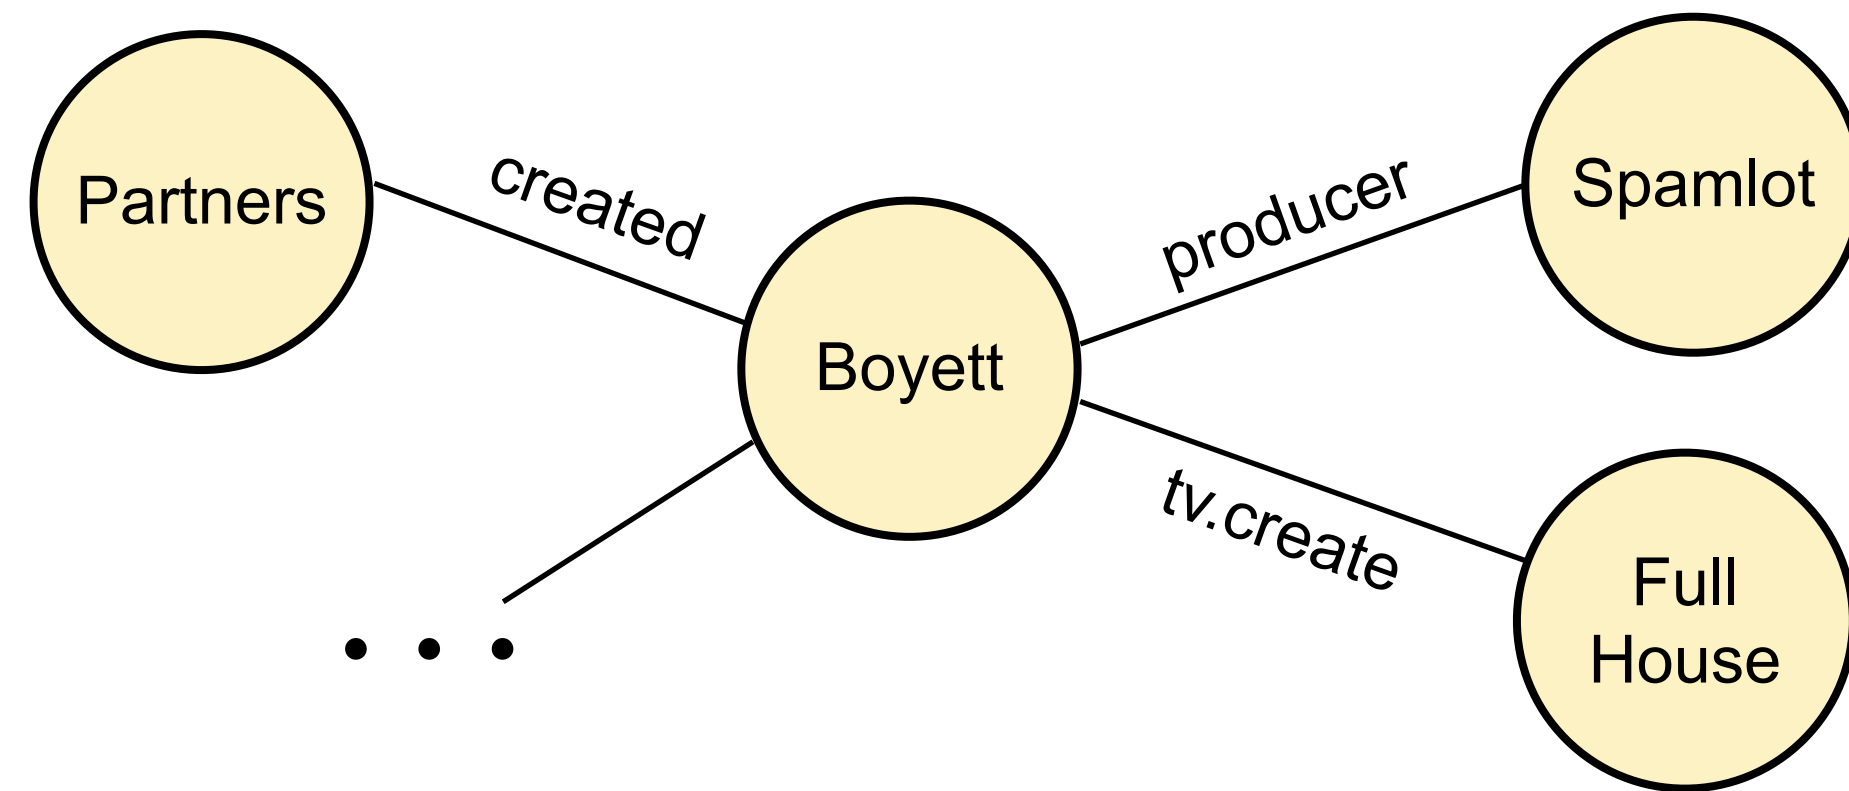 Partners
created
Boyett
producer
Spamlot
tv.create
Full
House
. . .